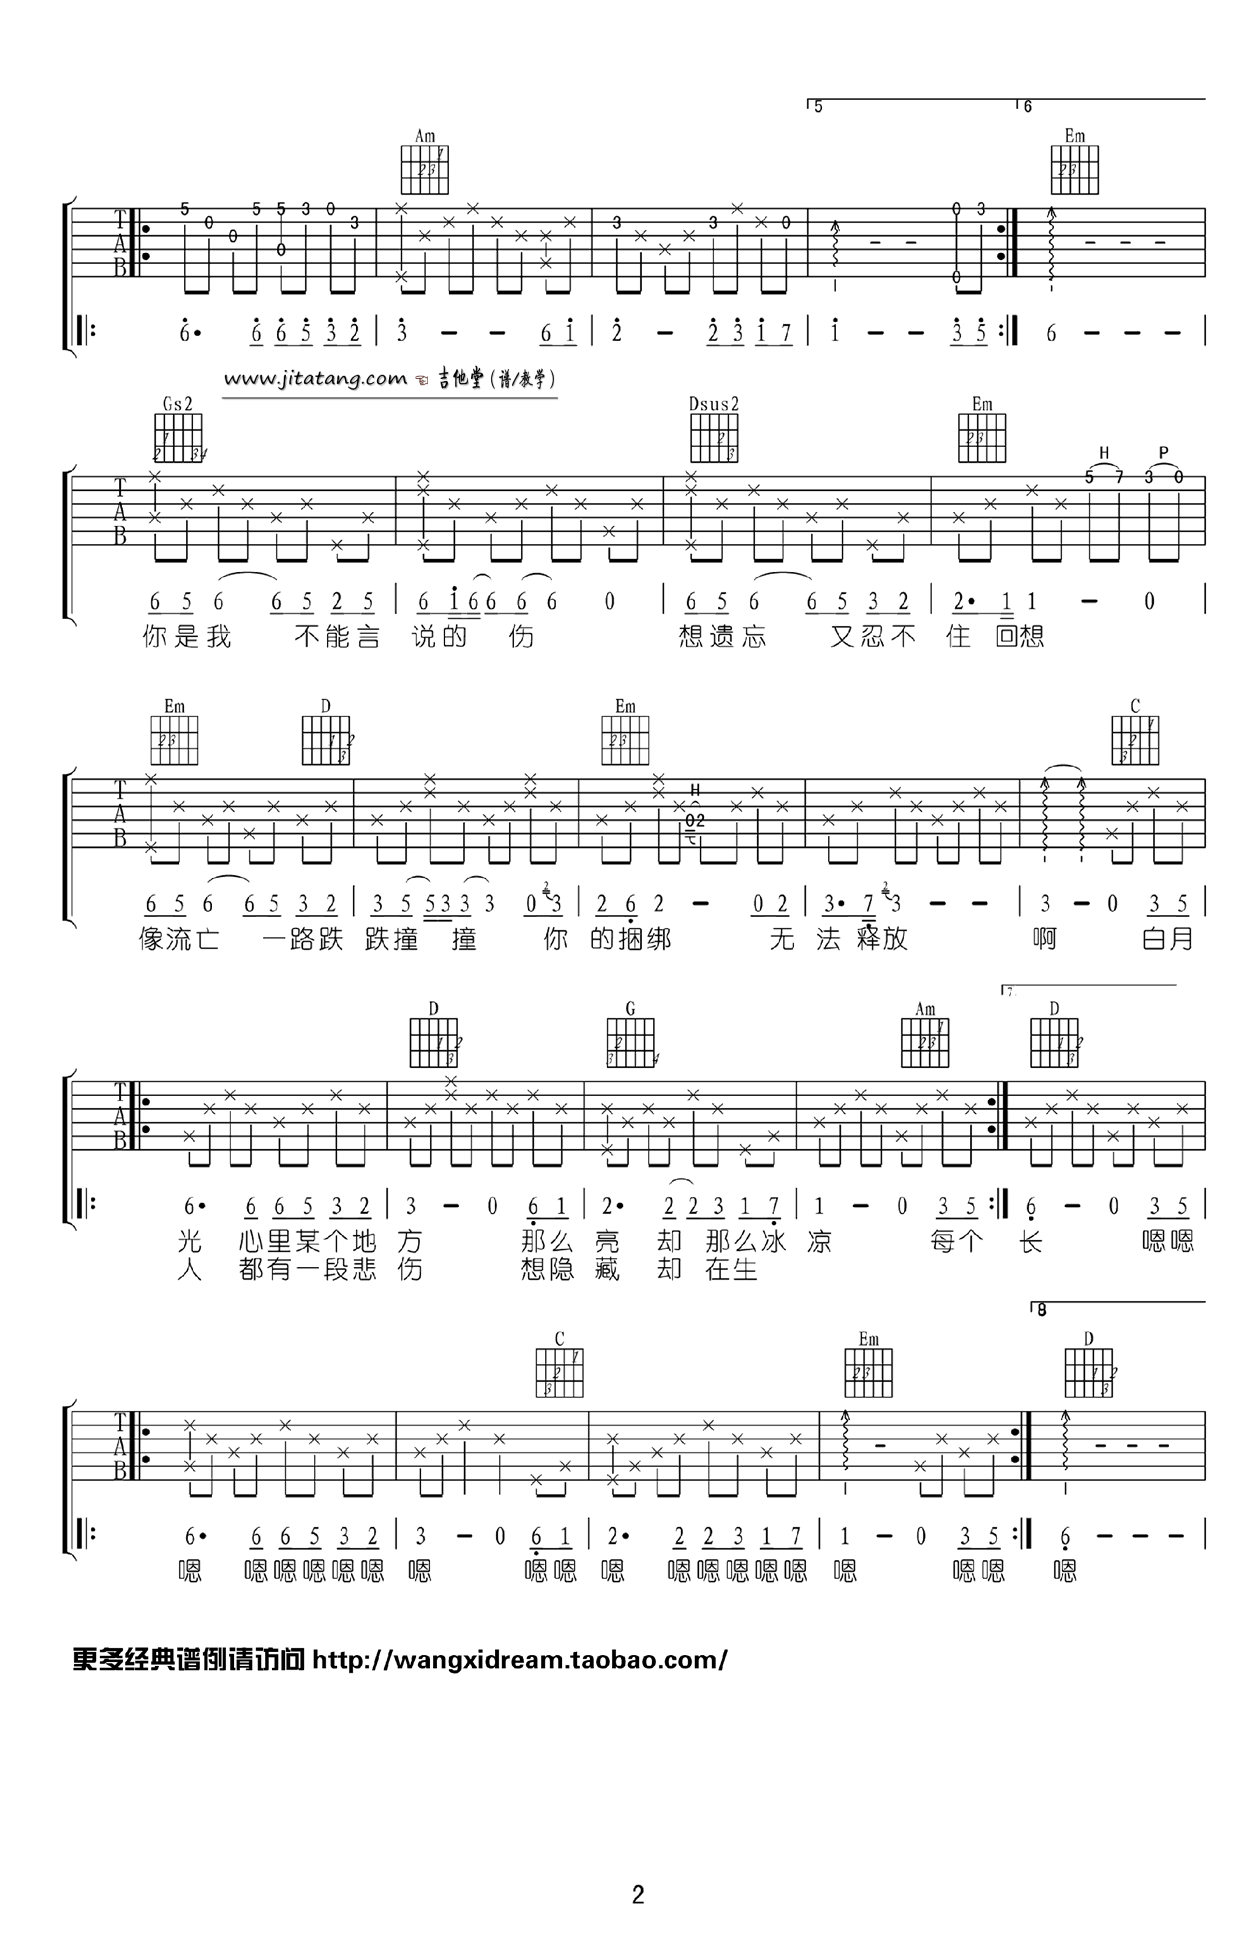 5 6
Am Em
5 0 0 5 5 0 3 0 3 3 3 0 0 0 3
T A B
6· 6 6 5 3 2 3 - - 6 1 2 - 2 3 1 7 1 - - 3 5 6 - - -
www.jitatang.com ☜ 吉他堂(谱/教学)
Gs2 Dsus2 Em
H P
5 7 3 0
T A B
6 5 6 6 5 2 5 6 1 6 6 6 6 0 6 5 6 6 5 3 2 2· 1 1 - 0
你是我 不能言 说的 伤 想遗忘 又忍不 住 回想
Em D Em C
H
0 2
T A B
6 5 6 6 5 3 2 3 5 5 3 3 3 0 2 3 2 6 2 - 0 2 3· 7 2 3 - - 3 - 0 3 5
像流亡 一路跌 跌撞 撞 你 的捆绑 无 法 释放 啊 白月
7.
D G Am D
T A B
6· 6 6 5 3 2 3 - 0 6 1 2· 2 2 3 1 7 1 - 0 3 5 6 - 0 3 5
光 心里某个地 方 那么 亮 却 那么冰 凉 每个 长 嗯嗯
人 都有一段悲 伤 想隐 藏 却 在生
8
C Em D
T A B
6· 6 6 5 3 2 3 - 0 6 1 2· 2 2 3 1 7 1 - 0 3 5 6 - - -
嗯 嗯嗯嗯嗯嗯 嗯 嗯嗯 嗯 嗯嗯嗯嗯嗯 嗯 嗯嗯 嗯
更多经典谱例请访问 http://wangxidream.taobao.com/
2